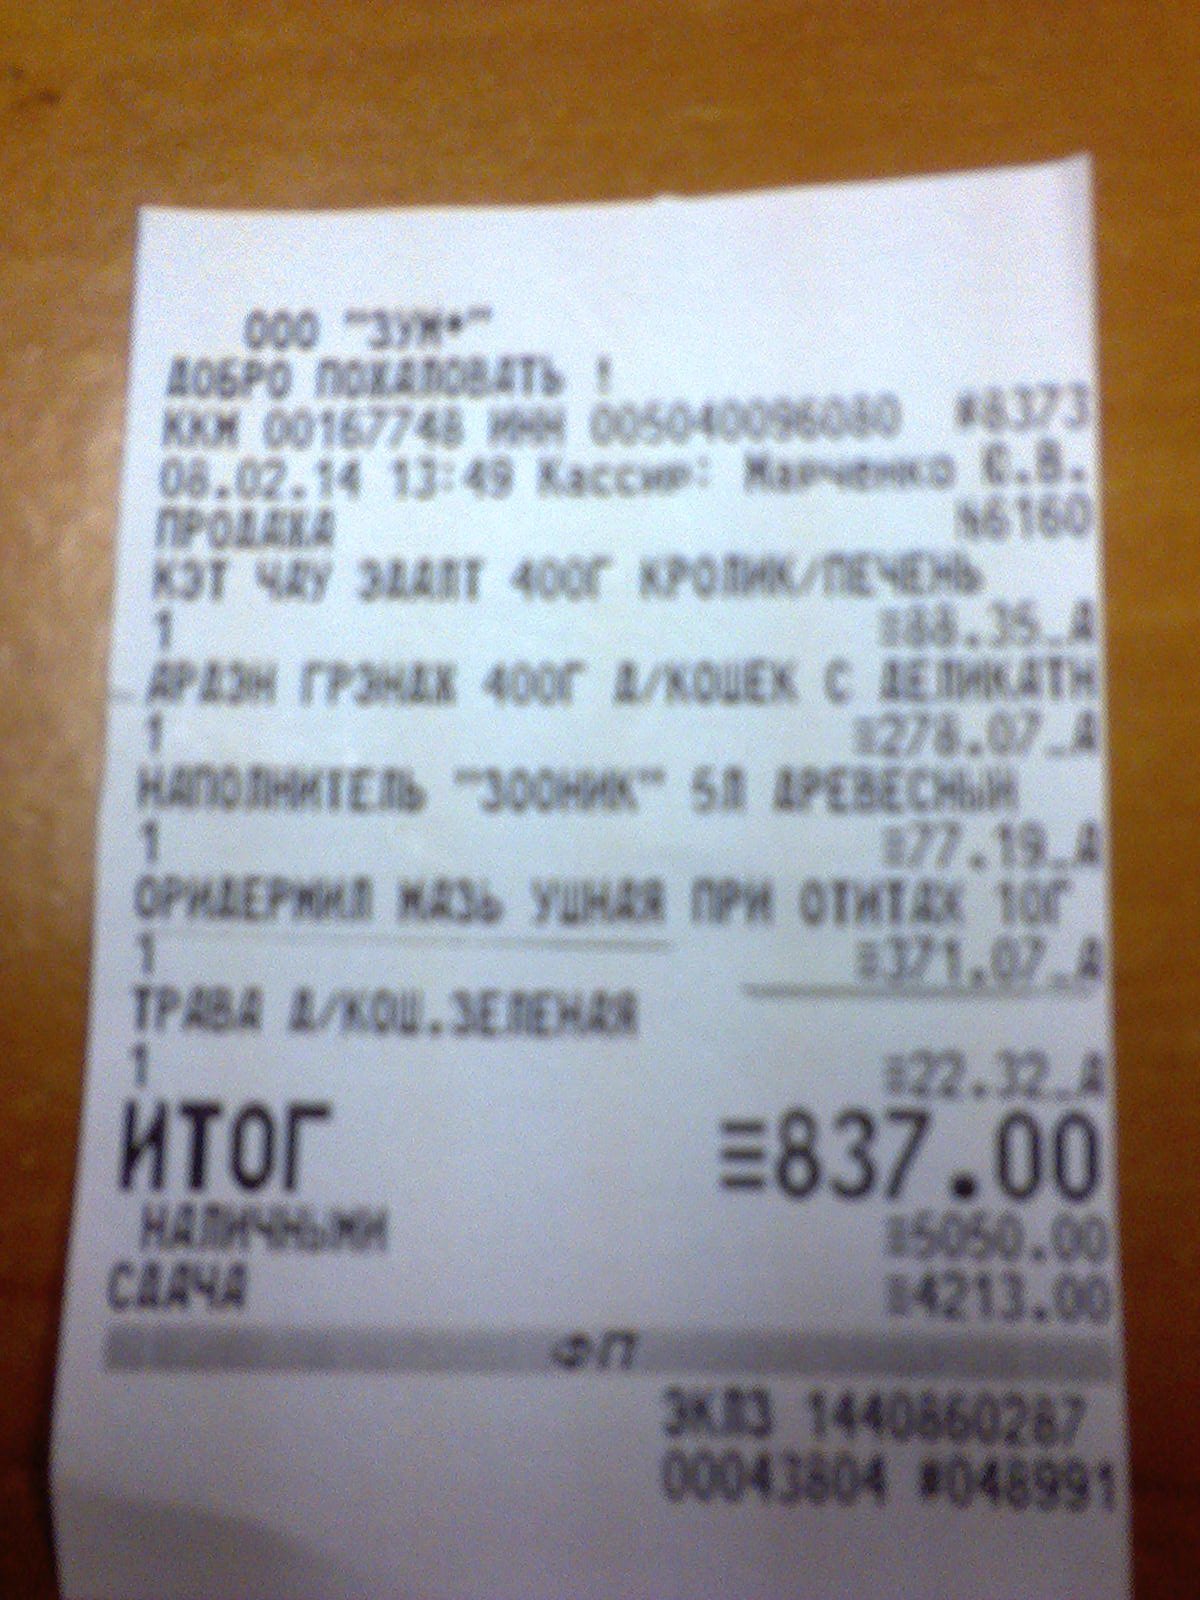 ООО "ЗУМ*"
ДОБРО ПОЖАЛОВАТЬ !
ККМ 00167748 ИНН 005040096080 #8373
08.02.14 13:49 Кассир: Марченко С.В.
ПРОДАЖА №6160
КЭТ ЧАУ ЭДАЛТ 400Г КРОЛИК/ПЕЧЕНЬ
1 ≡88.35_А
АРДЭН ГРЭНДЖ 400Г Д/КОШЕК С ДЕЛИКАТН
1 ≡278.07_А
НАПОЛНИТЕЛЬ "ЗООНИК" 5Л ДРЕВЕСНЫЙ
1 ≡77.19_А
ОРИДЕРМИЛ МАЗЬ УШНАЯ ПРИ ОТИТАХ 10Г
1 ≡371.07_А
ТРАВА Д/КОШ.ЗЕЛЕНАЯ
1 ≡22.32_А
ИТОГ ≡837.00
НАЛИЧНЫМИ ≡5050.00
СДАЧА ≡4213.00
ФП
ЭКЛЗ 1440860287
00043804 #048991